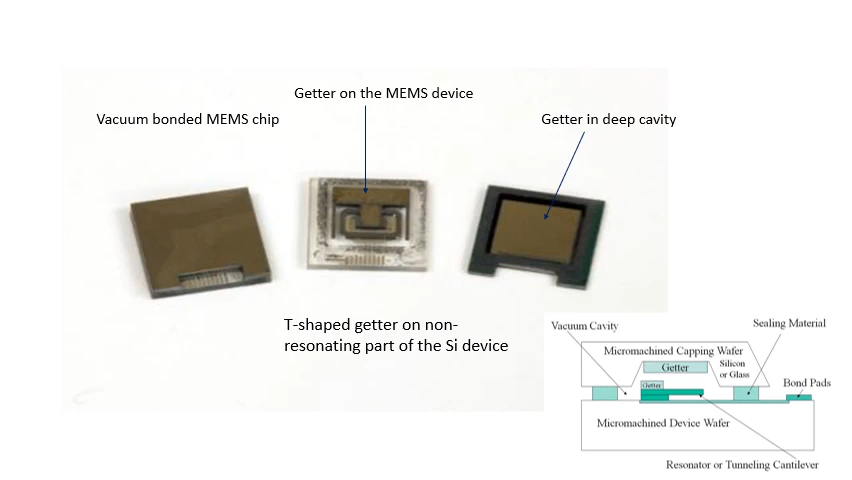 Getter on the MEMS device
Vacuum bonded MEMS chip
Getter in deep cavity
T-shaped getter on non-
resonating part of the Si device
Vacuum Cavity
Sealing Material
Micromachined Capping Wafer
Getter
Silicon
or Glass
Getter
Bond Pads
Micromachined Device Wafer
Resonator or Tunneling Cantilever